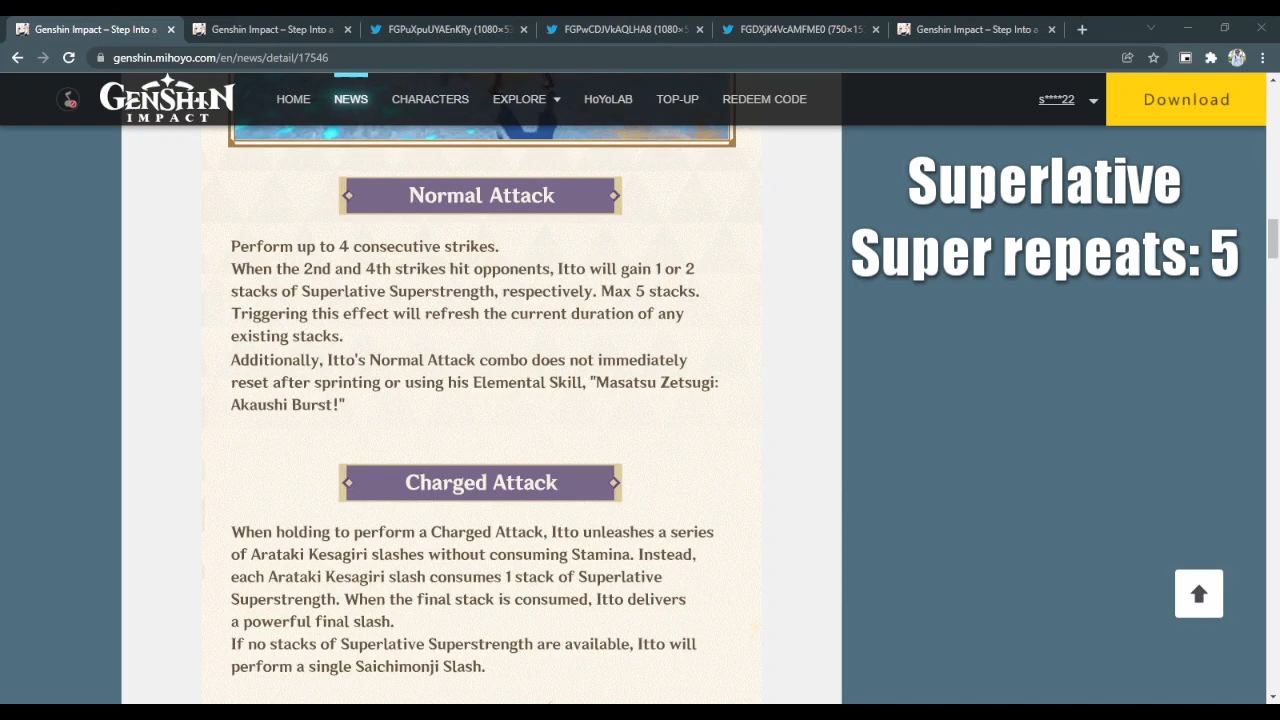 Genshin Impact – Step Into a
Genshin Impact – Step Into a
FGPuXpuUYAEnKRy (1080×5
FGPwCDJVkAQLHA8 (1080×5
FGDXjK4VcAMFME0 (750×15
Genshin Impact – Step Into a
genshin.mihoyo.com/en/news/detail/17546
GENSHIN
IMPACT
HOME
NEWS
CHARACTERS
EXPLORE
HoYoLAB
TOP-UP
REDEEM CODE
s****22
Download
Superlative
Super repeats: 5
Normal Attack
Perform up to 4 consecutive strikes.
When the 2nd and 4th strikes hit opponents, Itto will gain 1 or 2
stacks of Superlative Superstrength, respectively. Max 5 stacks.
Triggering this effect will refresh the current duration of any
existing stacks.
Additionally, Itto's Normal Attack combo does not immediately
reset after sprinting or using his Elemental Skill, "Masatsu Zetsugi:
Akaushi Burst!"
Charged Attack
When holding to perform a Charged Attack, Itto unleashes a series
of Arataki Kesagiri slashes without consuming Stamina. Instead,
each Arataki Kesagiri slash consumes 1 stack of Superlative
Superstrength. When the final stack is consumed, Itto delivers
a powerful final slash.
If no stacks of Superlative Superstrength are available, Itto will
perform a single Saichimonji Slash.